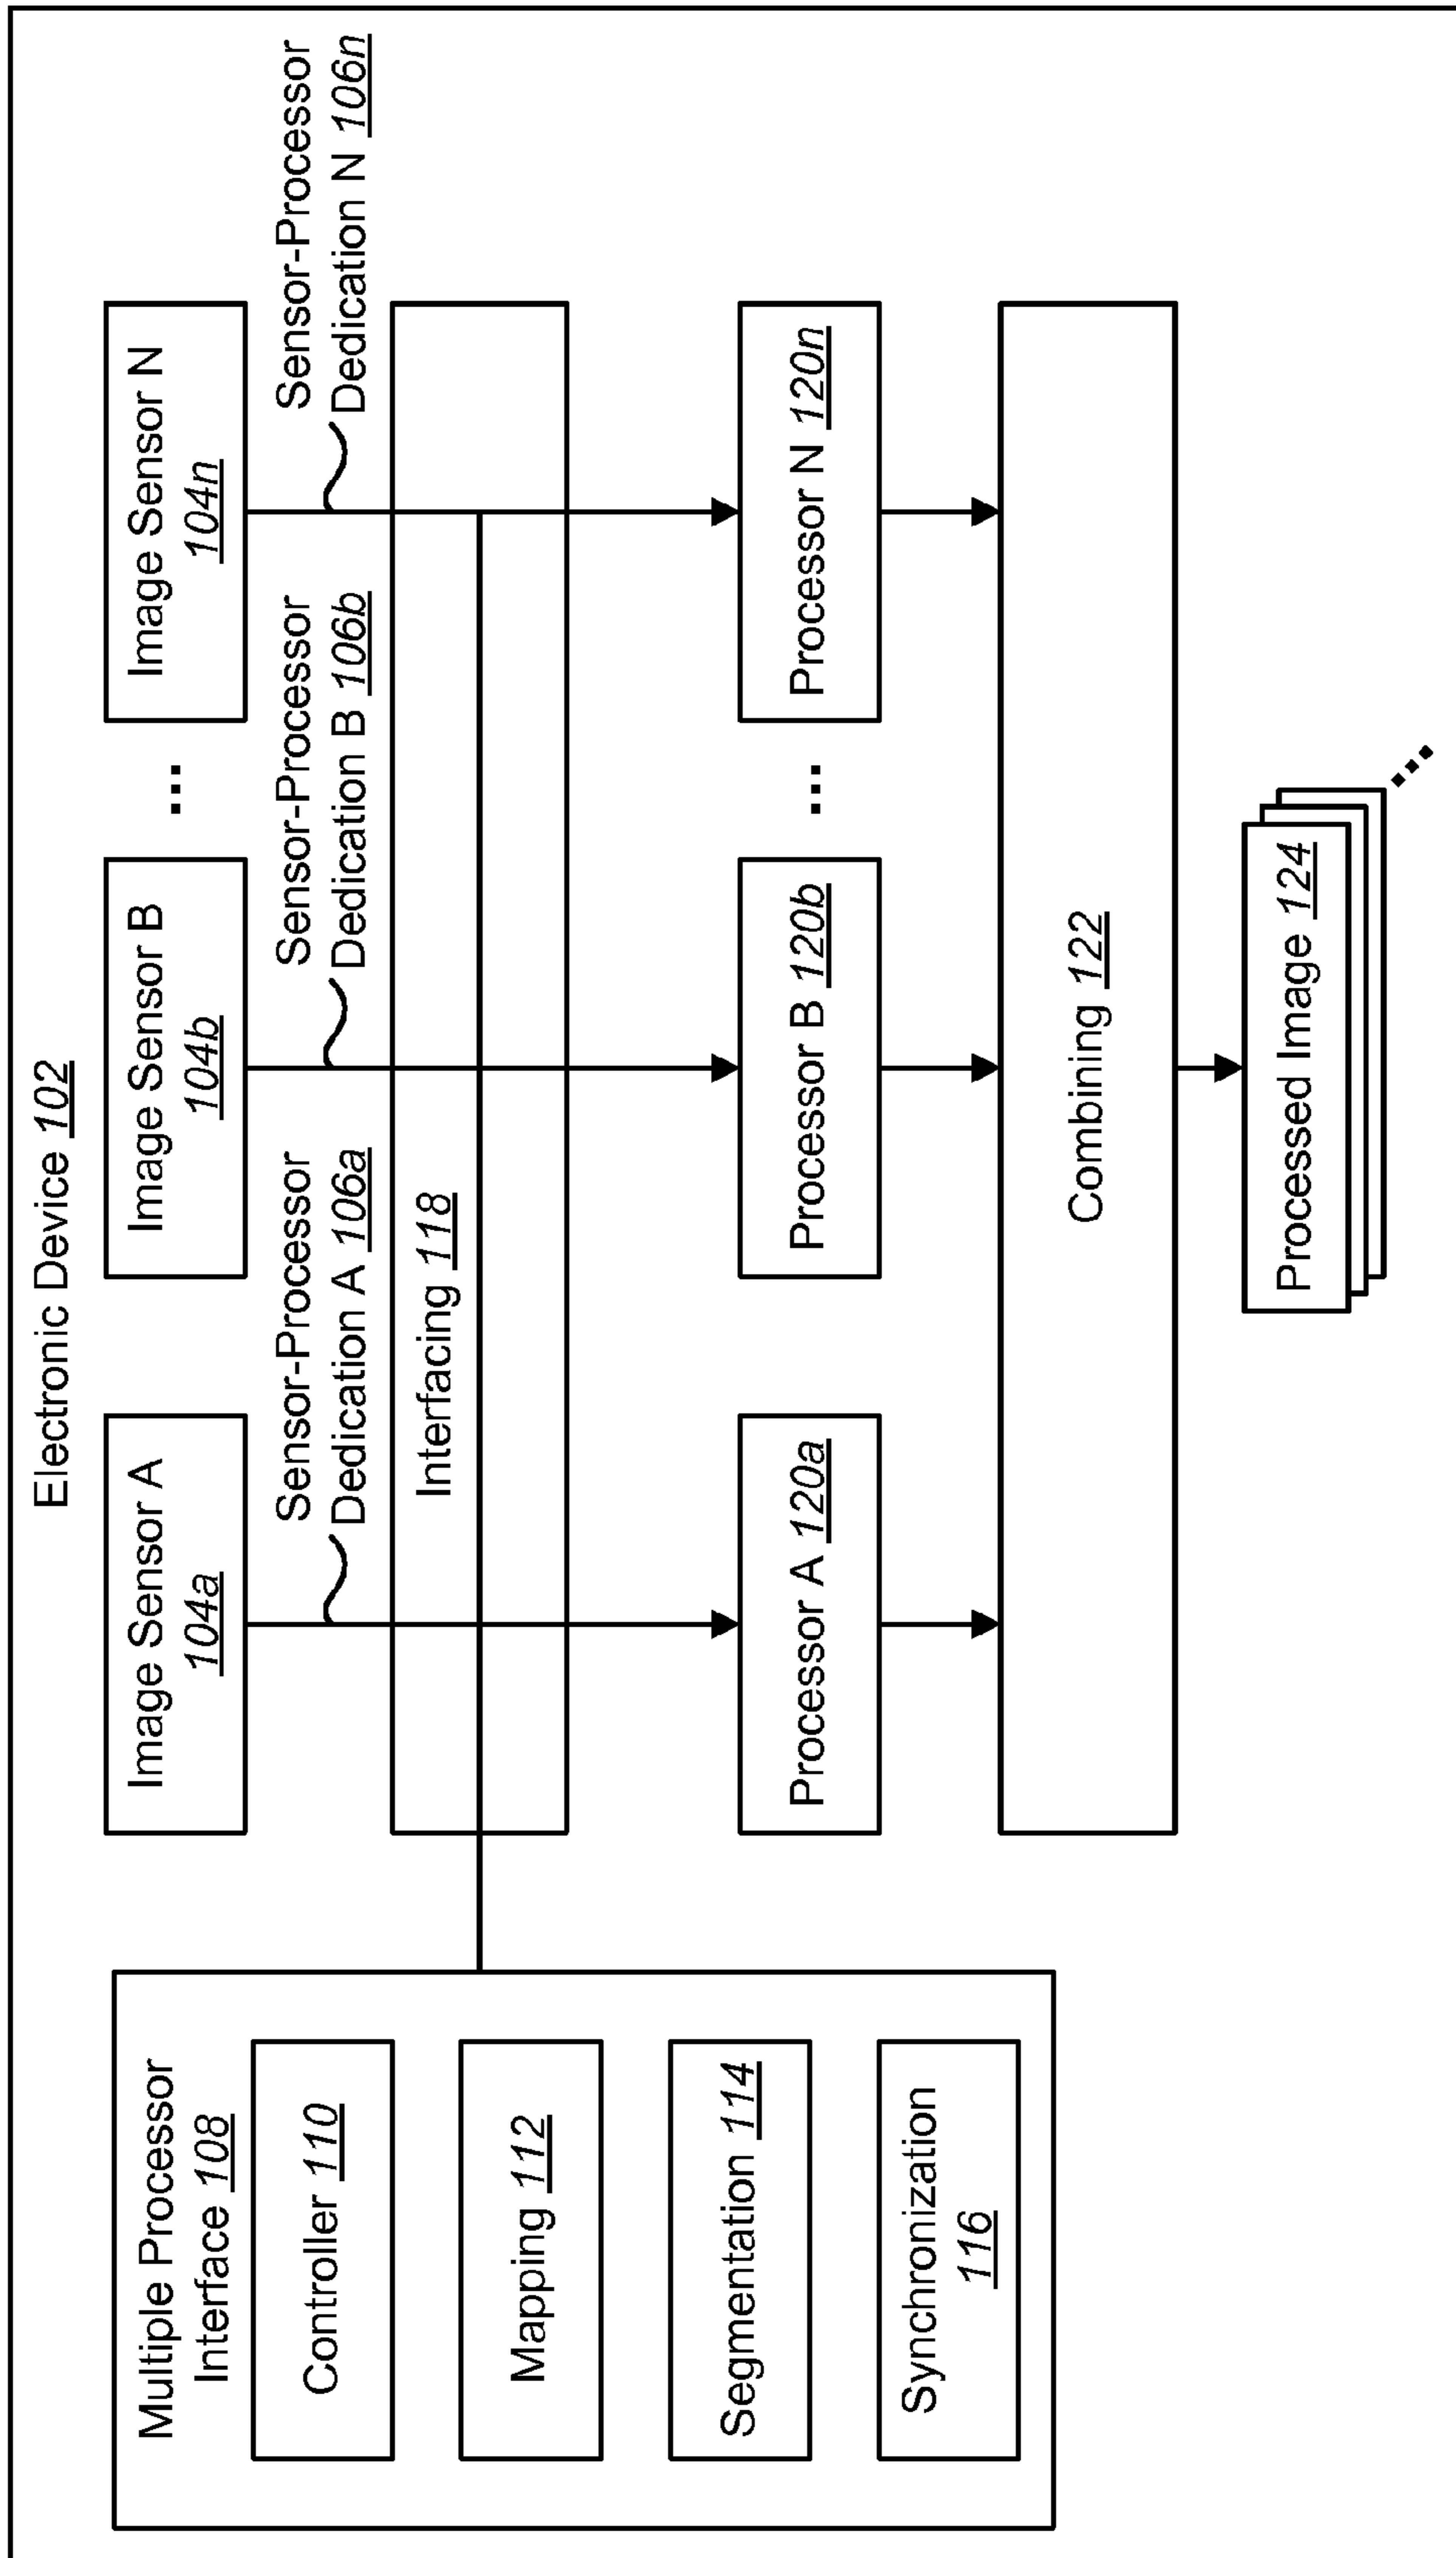 Electronic Device 102
Multiple Processor
Interface 108
Controller 110
Mapping 112
Segmentation 114
Synchronization
116
Image Sensor A
104a
Image Sensor B
104b
...
Image Sensor N
104n
Sensor-Processor
Dedication A 106a
Sensor-Processor
Dedication B 106b
Sensor-Processor
Dedication N 106n
Interfacing 118
Processor A 120a
Processor B 120b
...
Processor N 120n
Combining 122
Processed Image 124
...